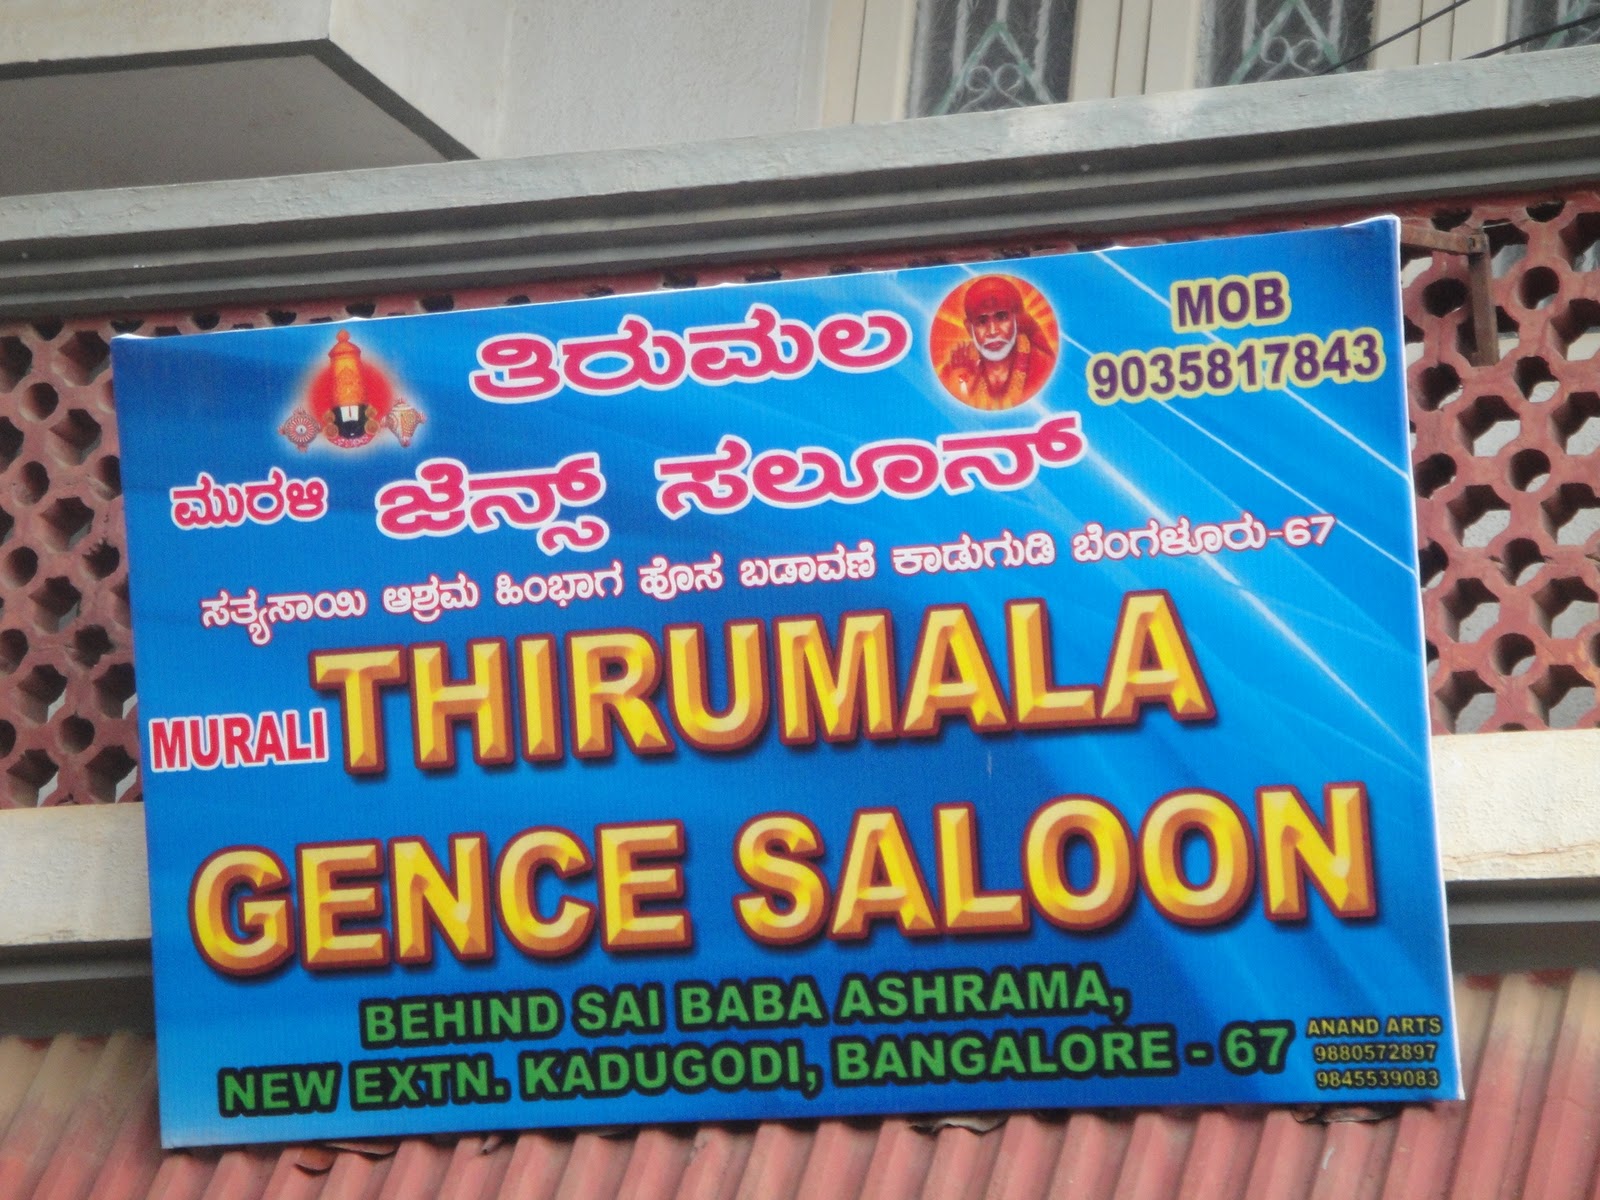 ತಿರುಮಲ
MOB
9035817843
ಮುರಳಿ ಜೆನ್ಸ್ ಸಲೂನ್
ಸತ್ಯಸಾಯಿ ಆಶ್ರಮ ಹಿಂಭಾಗ ಹೊಸ ಬಡಾವಣೆ ಕಾಡುಗುಡಿ ಬೆಂಗಳೂರು-67
MURALI THIRUMALA
GENCE SALOON
BEHIND SAI BABA ASHRAMA,
NEW EXTN. KADUGODI, BANGALORE - 67
ANAND ARTS
9880572897
9845539083